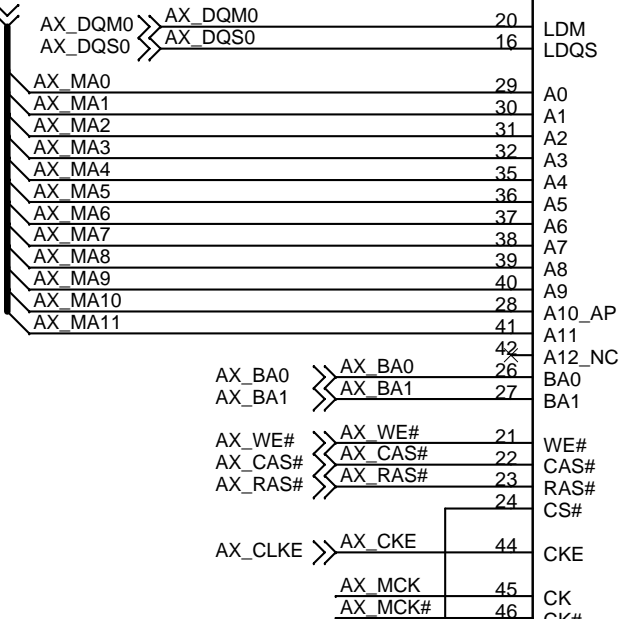 AX_DQM0 AX_DQM0 20 LDM
AX_DQS0 AX_DQS0 16 LDQS
AX_MA0 29 A0
AX_MA1 30 A1
AX_MA2 31 A2
AX_MA3 32 A3
AX_MA4 35 A4
AX_MA5 36 A5
AX_MA6 37 A6
AX_MA7 38 A7
AX_MA8 39 A8
AX_MA9 40 A9
AX_MA10 28 A10_AP
AX_MA11 41 A11
42 A12_NC
AX_BA0 AX_BA0 26 BA0
AX_BA1 AX_BA1 27 BA1
AX_WE# AX_WE# 21 WE#
AX_CAS# AX_CAS# 22 CAS#
AX_RAS# AX_RAS# 23 RAS#
24 CS#
AX_CLKE AX_CKE 44 CKE
AX_MCK 45 CK
AX_MCK# 46 CK#